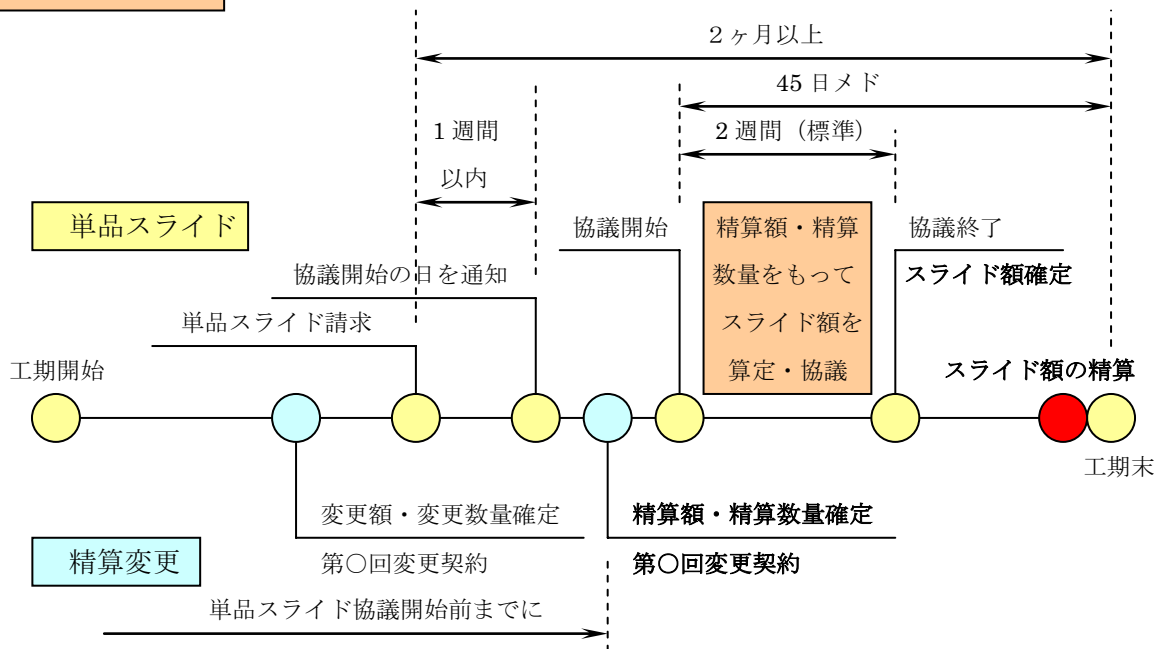 ２ヶ月以上
45 日メド
1 週間
以内
2 週間（標準）
単品スライド
協議開始
精算額・精算
数量をもって
スライド額を
算定・協議
協議終了
スライド額確定
協議開始の日を通知
単品スライド請求
工期開始
スライド額の精算
工期末
変更額・変更数量確定
第〇回変更契約
精算額・精算数量確定
第〇回変更契約
精算変更
単品スライド協議開始前までに